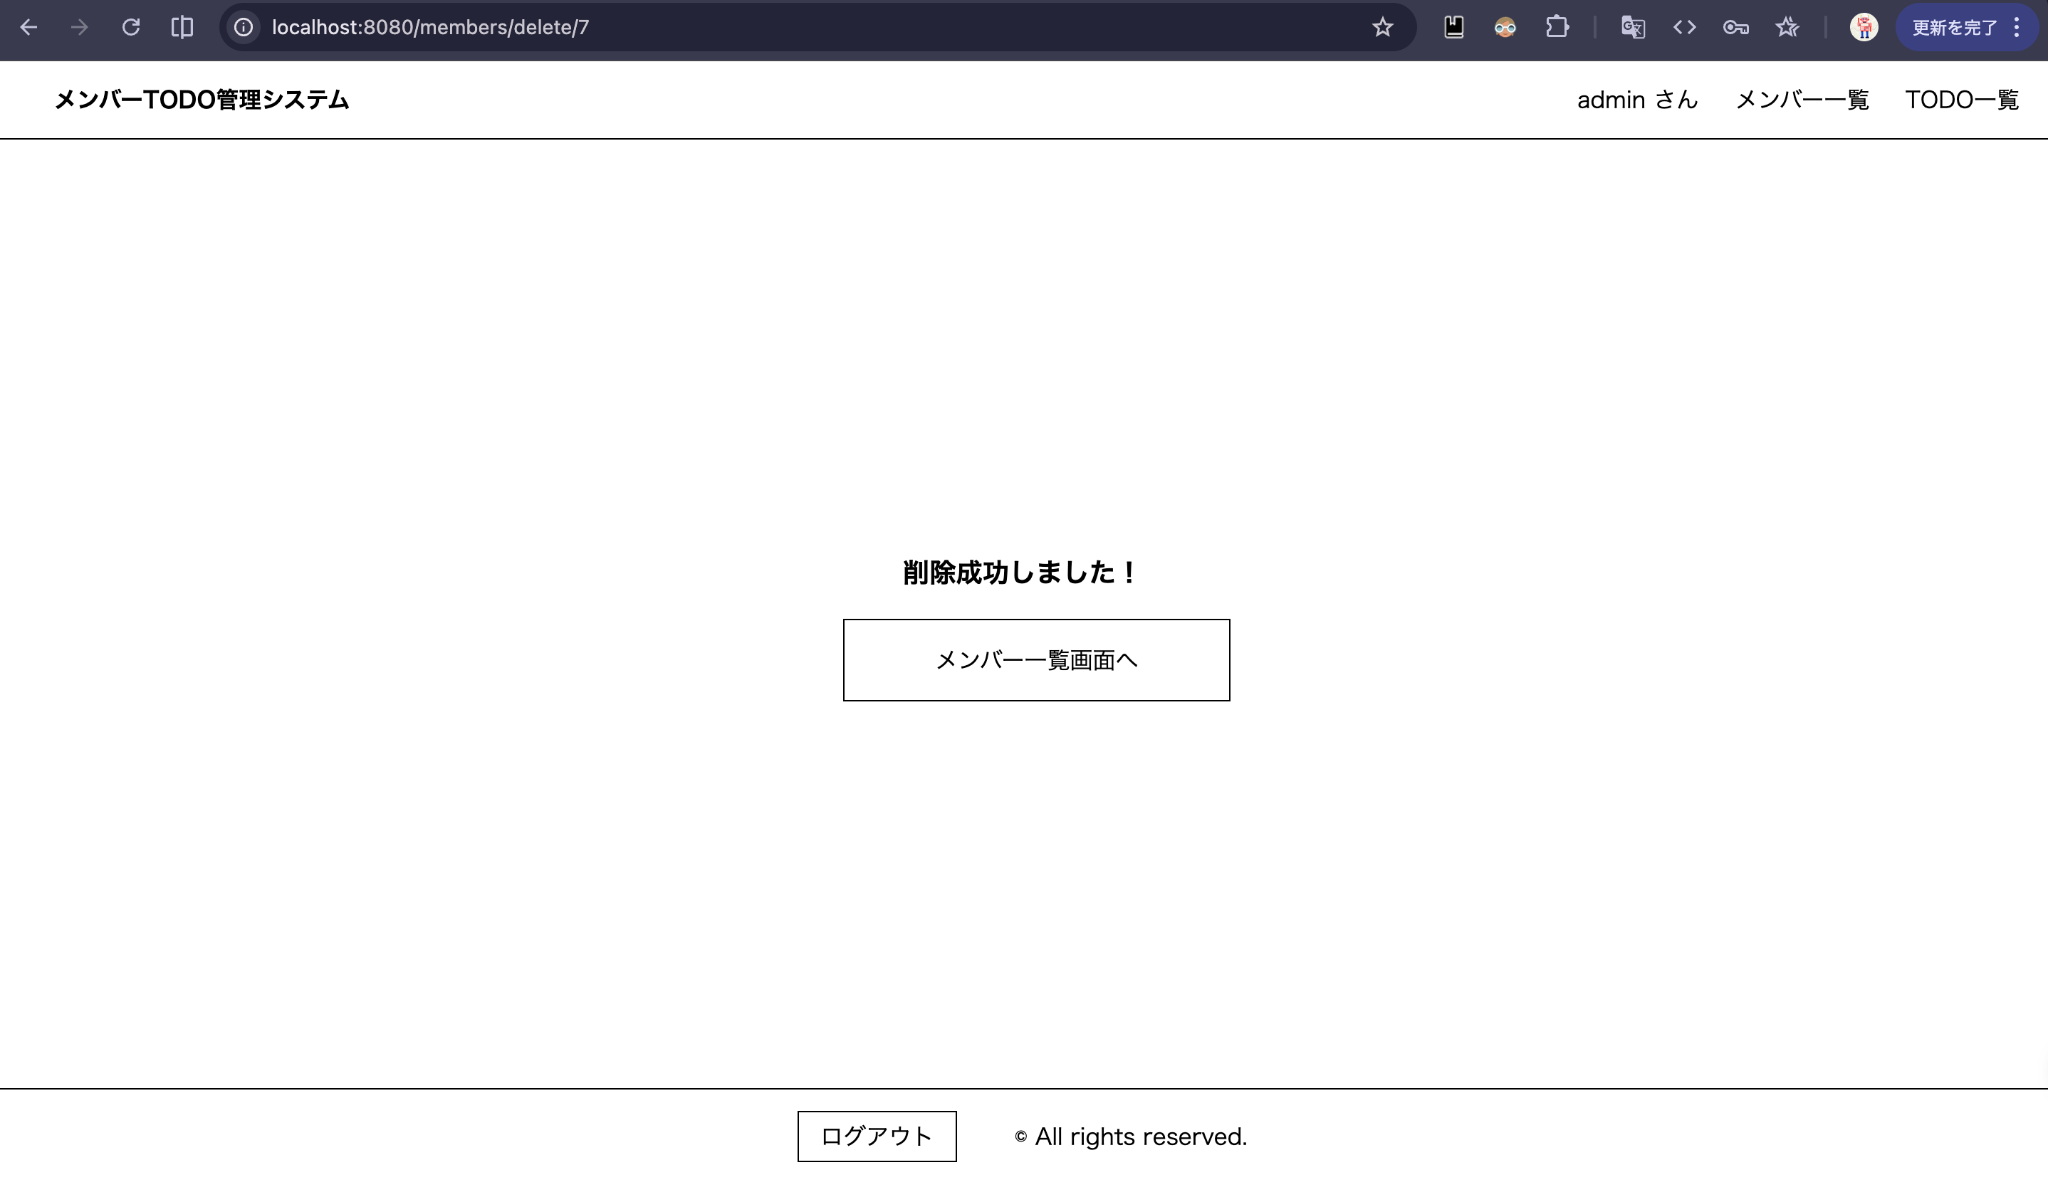 localhost:8080/members/delete/7
更新を完了
メンバーTODO管理システム
admin さん メンバー一覧 TODO一覧
削除成功しました！
メンバー一覧画面へ
ログアウト © All rights reserved.